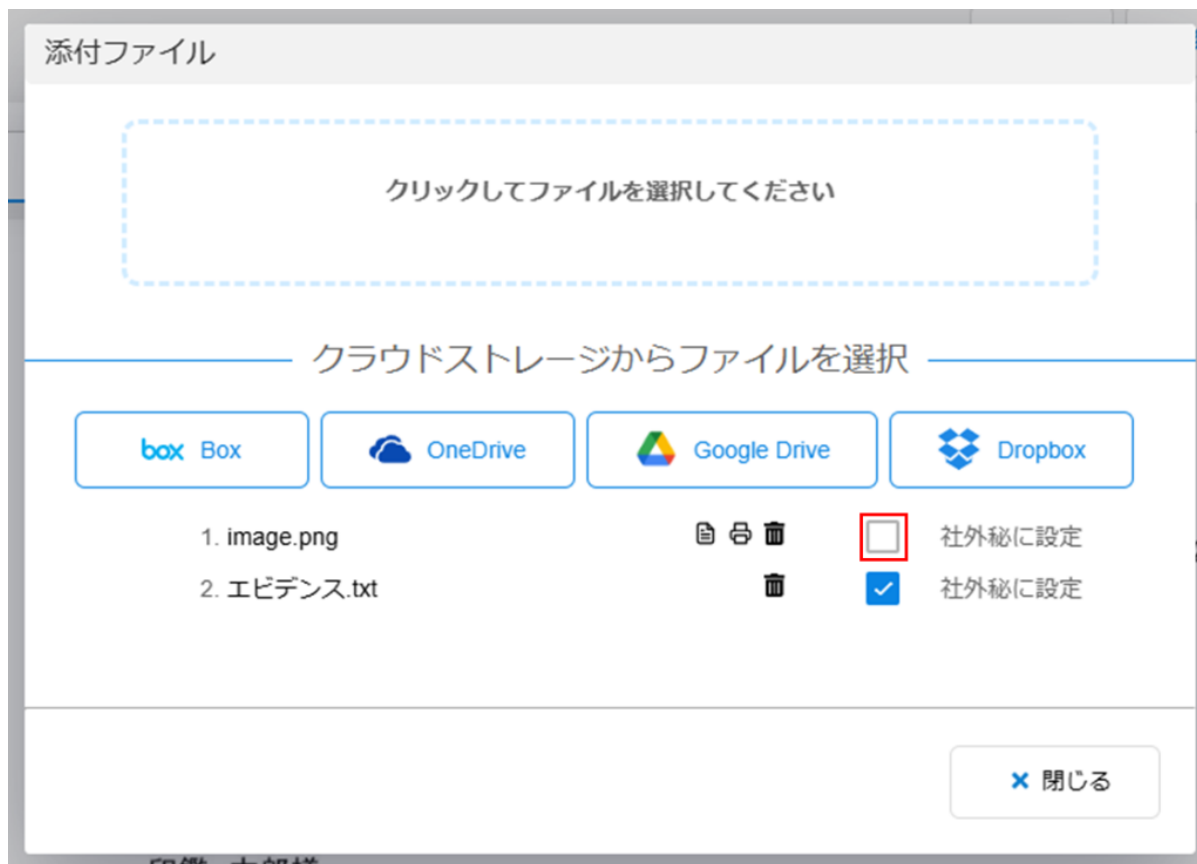 添付ファイル
クリックしてファイルを選択してください
クラウドストレージからファイルを選択
box Box OneDrive Google Drive Dropbox
1. image.png 社外秘に設定
2. エビデンス.txt 社外秘に設定
× 閉じる